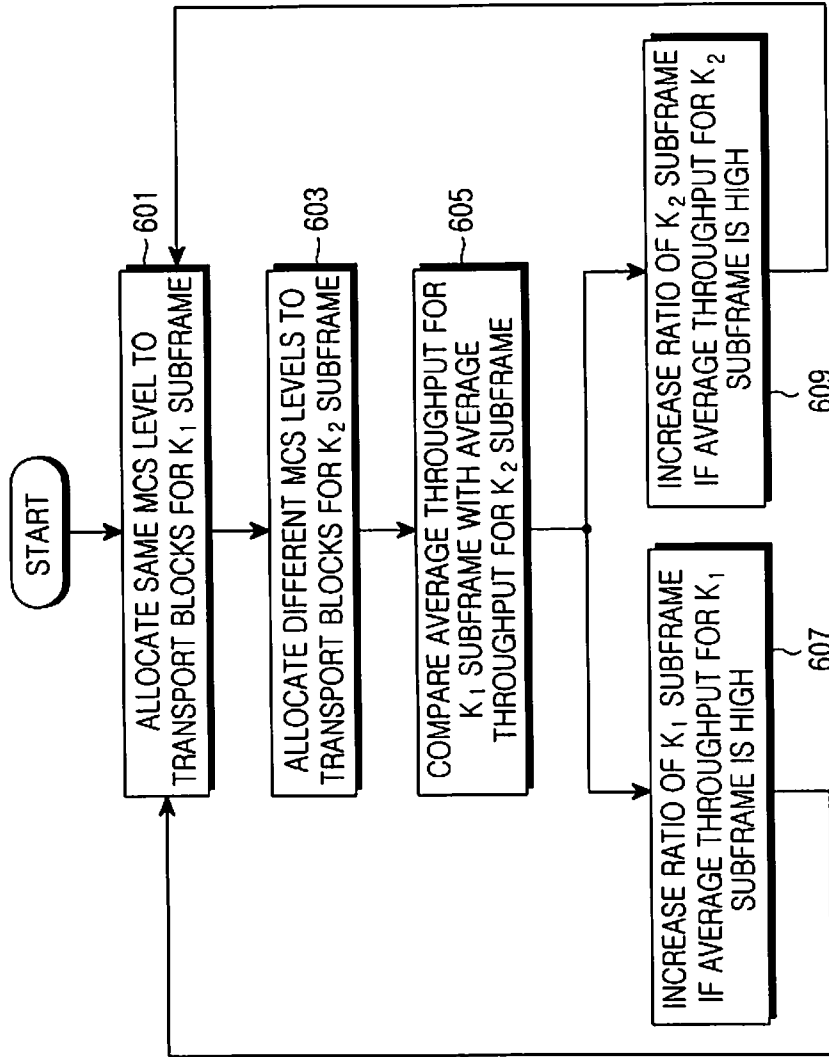 START
601
ALLOCATE SAME MCS LEVEL TO
TRANSPORT BLOCKS FOR K1 SUBFRAME
603
ALLOCATE DIFFERENT MCS LEVELS TO
TRANSPORT BLOCKS FOR K2 SUBFRAME
605
COMPARE AVERAGE THROUGHPUT FOR
K1 SUBFRAME WITH AVERAGE
THROUGHPUT FOR K2 SUBFRAME
INCREASE RATIO OF K1 SUBFRAME
IF AVERAGE THROUGHPUT FOR K1
SUBFRAME IS HIGH
607
INCREASE RATIO OF K2 SUBFRAME
IF AVERAGE THROUGHPUT FOR K2
SUBFRAME IS HIGH
609